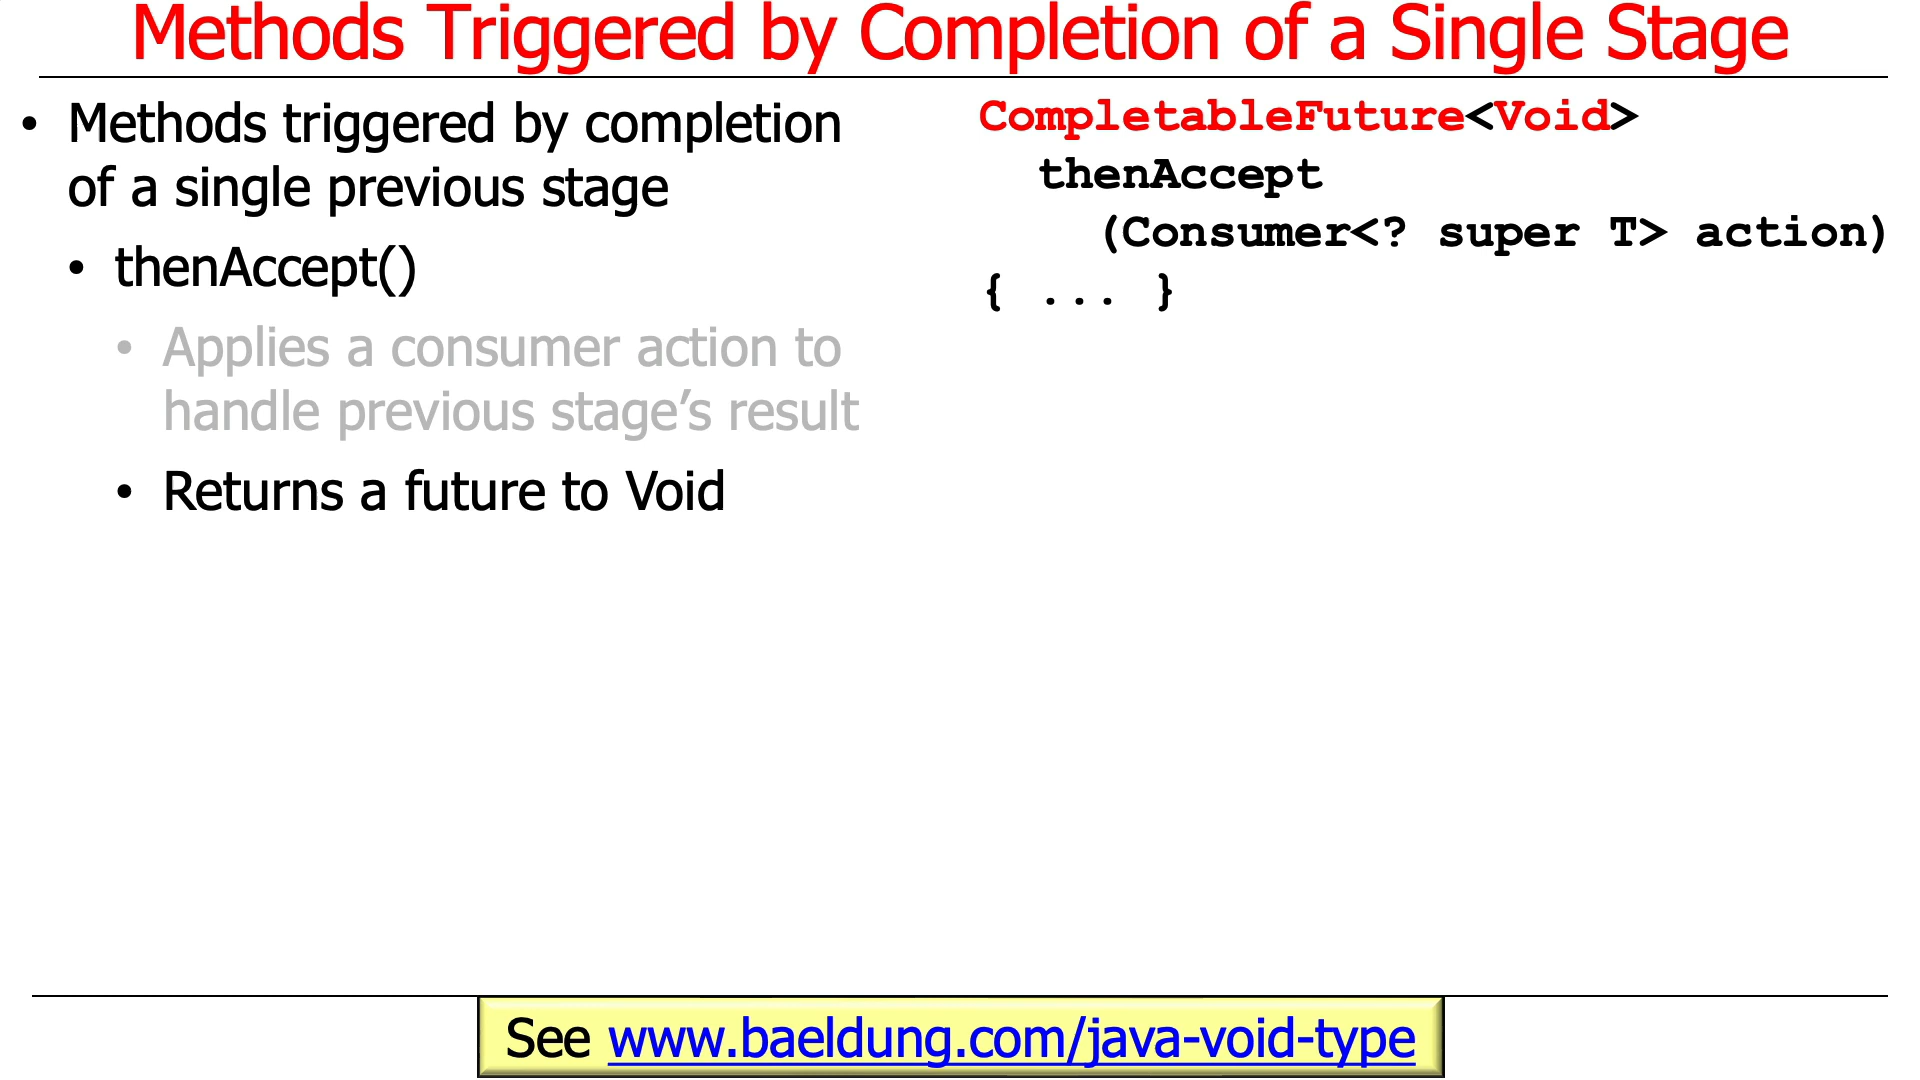 Methods Triggered by Completion of a Single Stage
• Methods triggered by completion
of a single previous stage
• thenAccept()
• Applies a consumer action to
handle previous stage’s result
• Returns a future to Void
CompletableFuture<Void>
thenAccept
(Consumer<? super T> action)
{ ... }
See www.baeldung.com/java-void-type